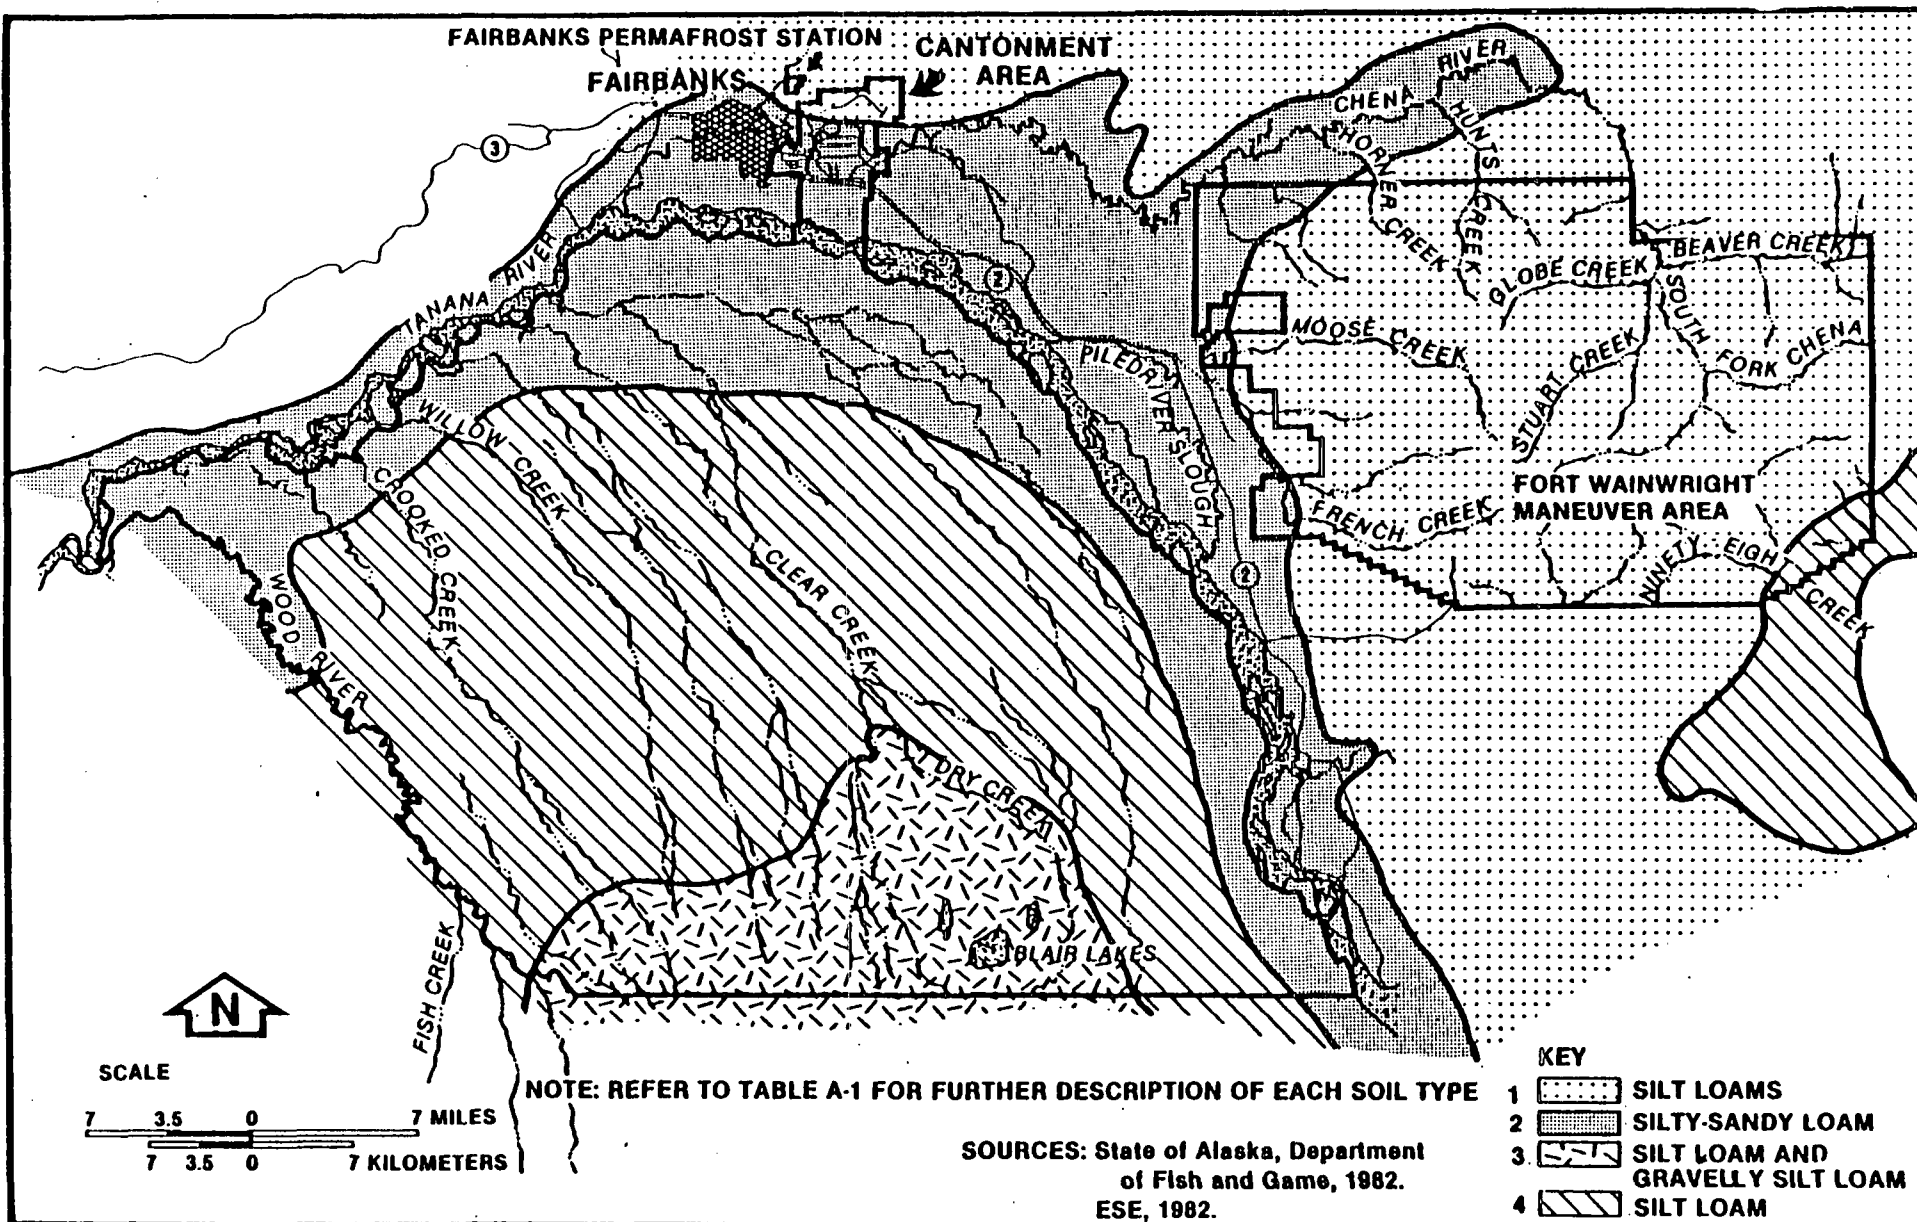 FAIRBANKS PERMAFROST STATION
FAIRBANKS
CANTONMENT
AREA
CHENA
RIVER
SHORNER CREEK
HUNTS CREEK
3
TANANA RIVER
2
BEAVER CREEK
GLOBE CREEK
SOUTH FORK CHENA
MOOSE CREEK
STUART CREEK
PILEDRIVER SLOUGH
WILLOW CREEK
CROOKED CREEK
CLEAR CREEK
FORT WAINWRIGHT
MANEUVER AREA
FRENCH CREEK
NINETY EIGH
CREEK
2
WOOD RIVER
DRY CREEK
BLAIR LAKES
FISH CREEK
N
SCALE
7 3.5 0 7 MILES
7 3.5 0 7 KILOMETERS
NOTE: REFER TO TABLE A-1 FOR FURTHER DESCRIPTION OF EACH SOIL TYPE
SOURCES: State of Alaska, Department
of Fish and Game, 1982.
ESE, 1982.
KEY
1 SILT LOAMS
2 SILTY-SANDY LOAM
3 SILT LOAM AND
GRAVELLY SILT LOAM
4 SILT LOAM